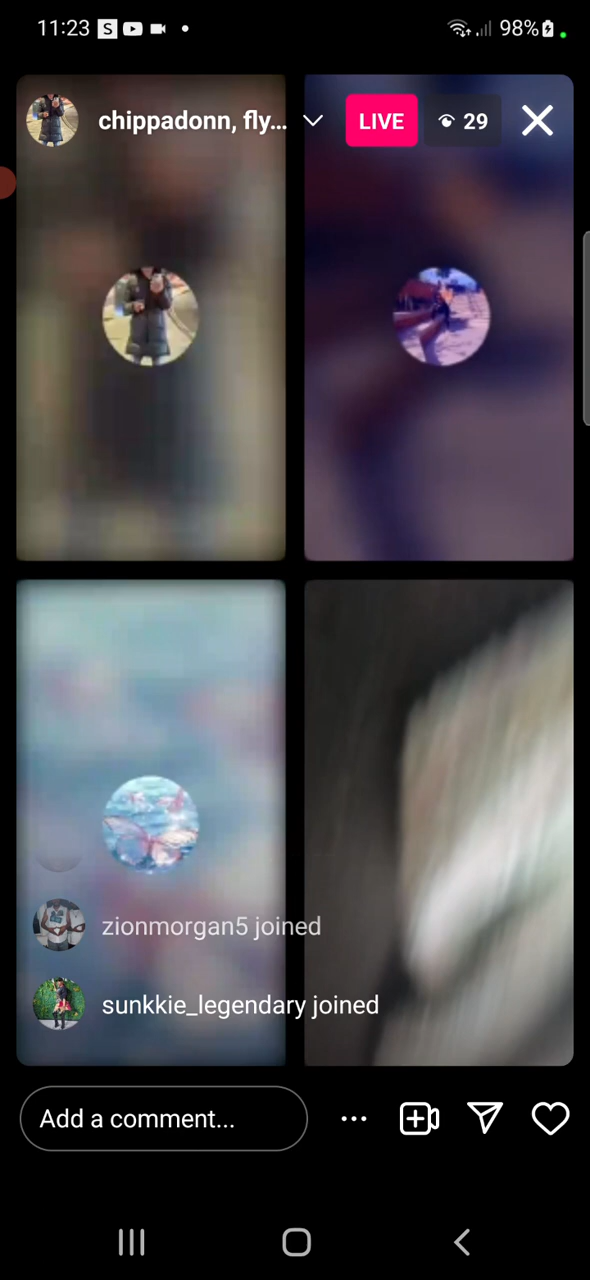 11:23 S 98%
chippadonn, fly... LIVE 29
zionmorgan5 joined
sunkkie_legendary joined
Add a comment...